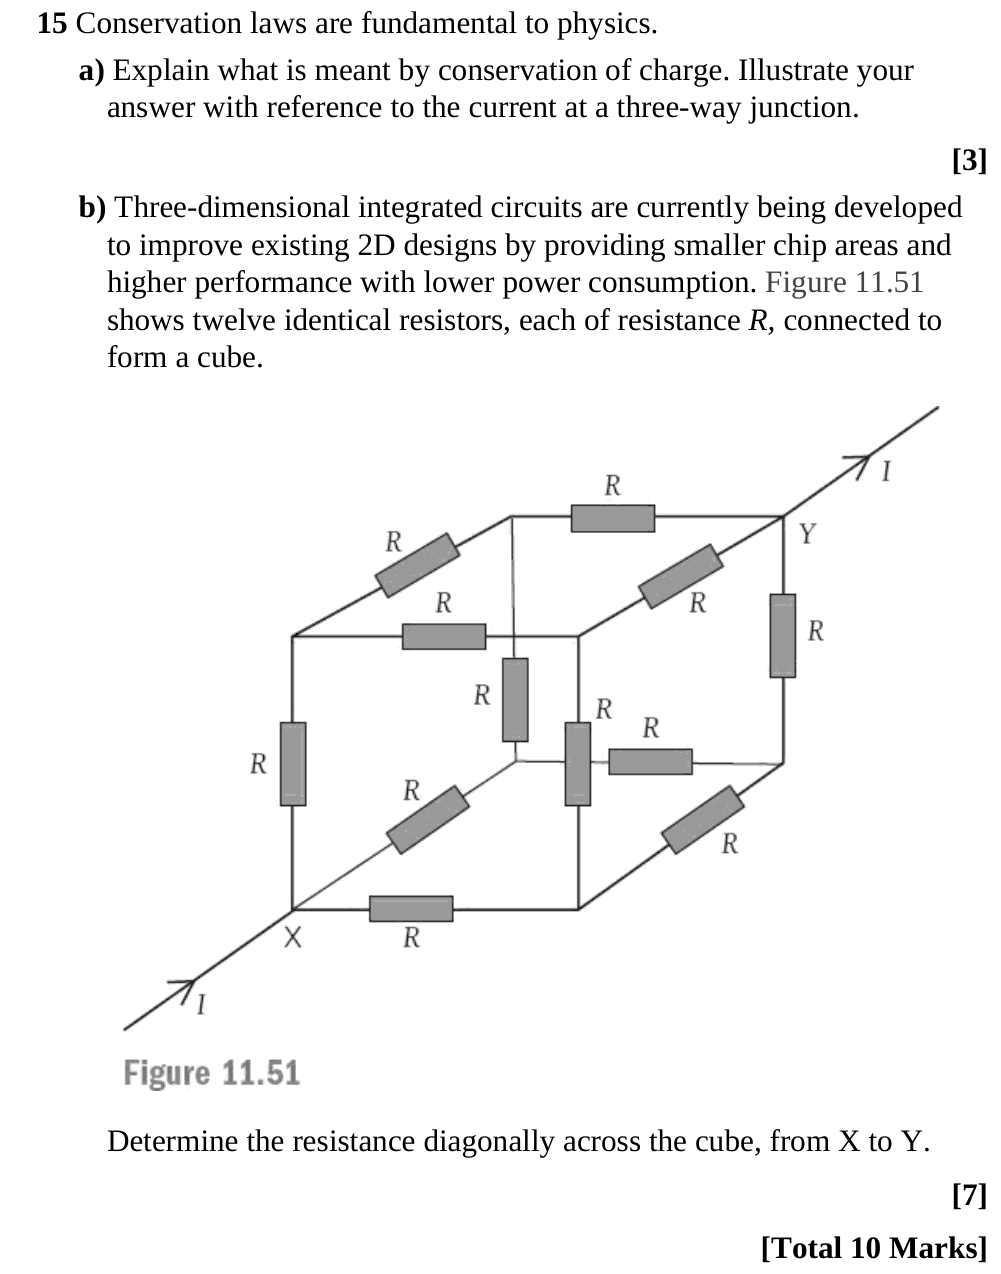 15 Conservation laws are fundamental to physics.
a) Explain what is meant by conservation of charge. Illustrate your
answer with reference to the current at a three-way junction.
[3]
b) Three-dimensional integrated circuits are currently being developed
to improve existing 2D designs by providing smaller chip areas and
higher performance with lower power consumption. Figure 11.51
shows twelve identical resistors, each of resistance R, connected to
form a cube.
I
R
Y
R
R
R
R
R
R
R
R
R
R
X
R
I
Figure 11.51
Determine the resistance diagonally across the cube, from X to Y.
[7]
[Total 10 Marks]